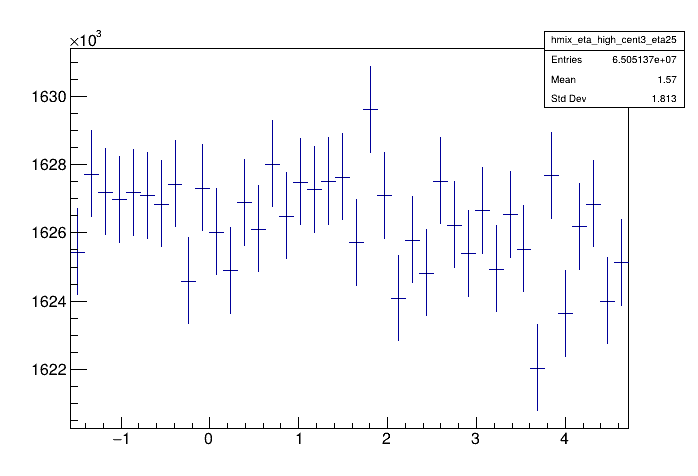 ×10³
hmix_eta_high_cent3_eta25
Entries 6.505137e+07
Mean 1.57
Std Dev 1.813
1630
1628
1626
1624
1622
−1 0 1 2 3 4